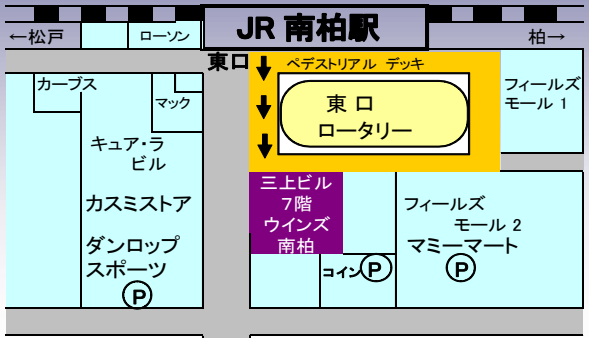 JR 南柏駅
←松戸
ローソン
柏→
東口
ペデストリアル デッキ
カーブス
マック
東 口
ロータリー
フィールズ
モール 1
キュア・ラ
ビル
カスミストア
ダンロップ
スポーツ
P
三上ビル
7階
ウインズ
南柏
コイン P
フィールズ
モール 2
マミーマート
P